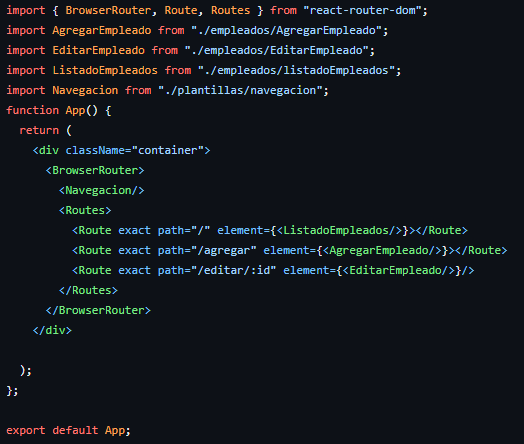 import { BrowserRouter, Route, Routes } from "react-router-dom";
import AgregarEmpleado from "./empleados/AgregarEmpleado";
import EditarEmpleado from "./empleados/EditarEmpleado";
import ListadoEmpleados from "./empleados/listadoEmpleados";
import Navegacion from "./plantillas/navegacion";
function App() {
  return (
    <div className="container">
      <BrowserRouter>
        <Navegacion/>
        <Routes>
          <Route exact path="/" element={<ListadoEmpleados/>}></Route>
          <Route exact path="/agregar" element={<AgregarEmpleado/>}></Route>
          <Route exact path="/editar/:id" element={<EditarEmpleado/>}/>
        </Routes>
      </BrowserRouter>
    </div>

  );
};

export default App;